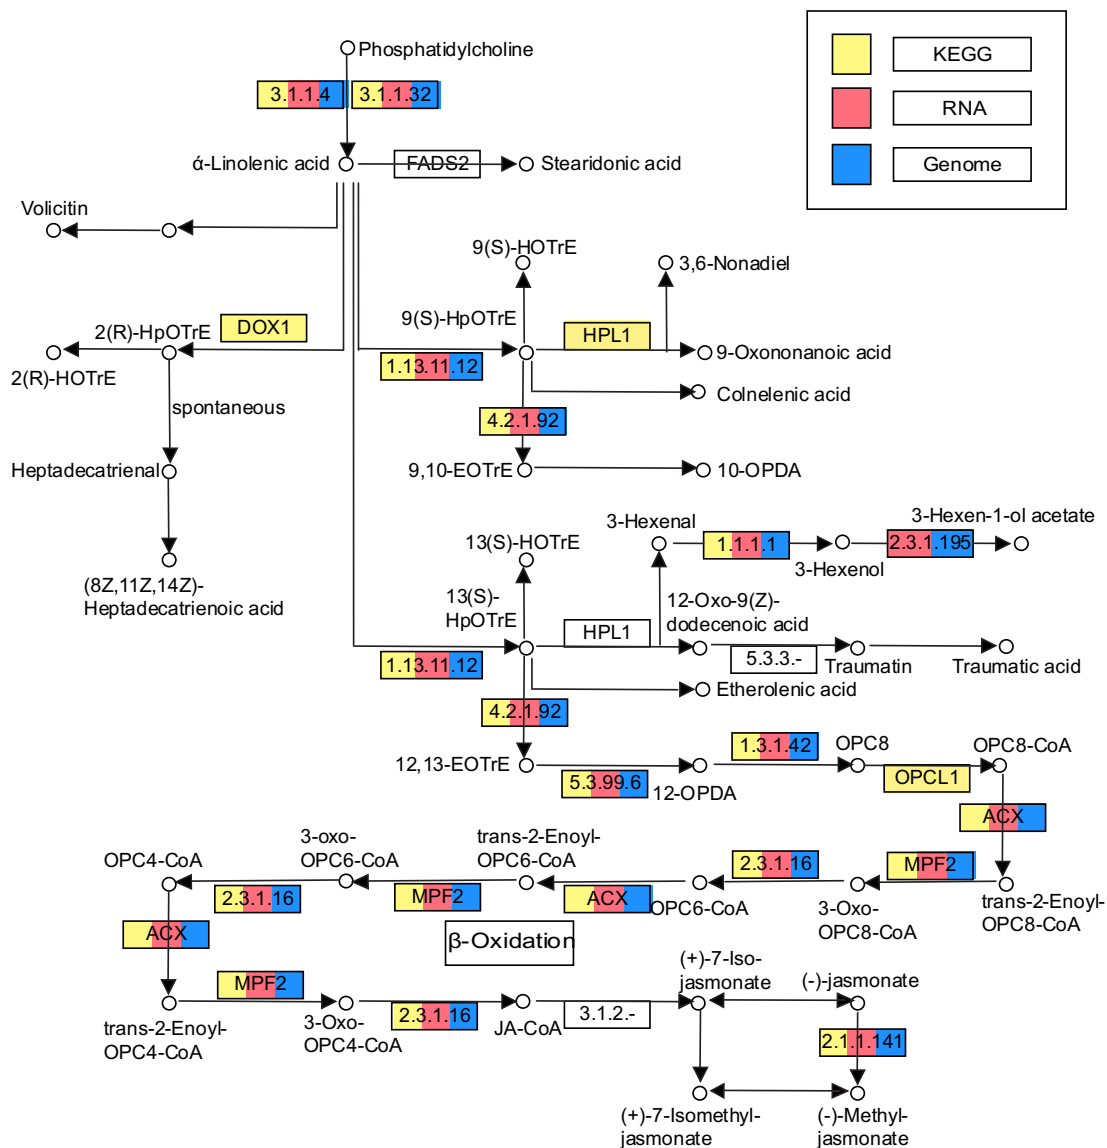 Phosphatidylcholine
KEGG
3.1.1.4
3.1.1.32
RNA
ά-Linolenic acid
FADS2
Stearidonic acid
Genome
Volicitin
9(S)-HOTrE
3,6-Nonadiel
9(S)-HpOTrE
2(R)-HpOTrE
DOX1
HPL1
9-Oxononanoic acid
2(R)-HOTrE
1.13.11.12
Colnelenic acid
spontaneous
4.2.1.92
Heptadecatrienal
9,10-EOTrE
10-OPDA
3-Hexenal
3-Hexen-1-ol acetate
13(S)-HOTrE
1.1.1.1
2.3.1.195
3-Hexenol
(8Z,11Z,14Z)-
Heptadecatrienoic acid
13(S)-
HpOTrE
12-Oxo-9(Z)-
dodecenoic acid
HPL1
5.3.3.-
Traumatin
Traumatic acid
1.13.11.12
Etherolenic acid
4.2.1.92
12,13-EOTrE
1.3.1.42
OPC8
OPC8-CoA
5.3.99.6
12-OPDA
OPCL1
ACX
trans-2-Enoyl-
OPC6-CoA
3-oxo-
OPC6-CoA
OPC4-CoA
2.3.1.16
MPF2
2.3.1.16
MPF2
ACX
OPC6-CoA
3-Oxo-
OPC8-CoA
trans-2-Enoyl-
OPC8-CoA
ACX
β-Oxidation
(+)-7-Iso-
jasmonate
(-)-jasmonate
MPF2
trans-2-Enoyl-
OPC4-CoA
3-Oxo-
OPC4-CoA
2.3.1.16
JA-CoA
3.1.2.-
2.1.1.141
(+)-7-Isomethyl-
jasmonate
(-)-Methyl-
jasmonate